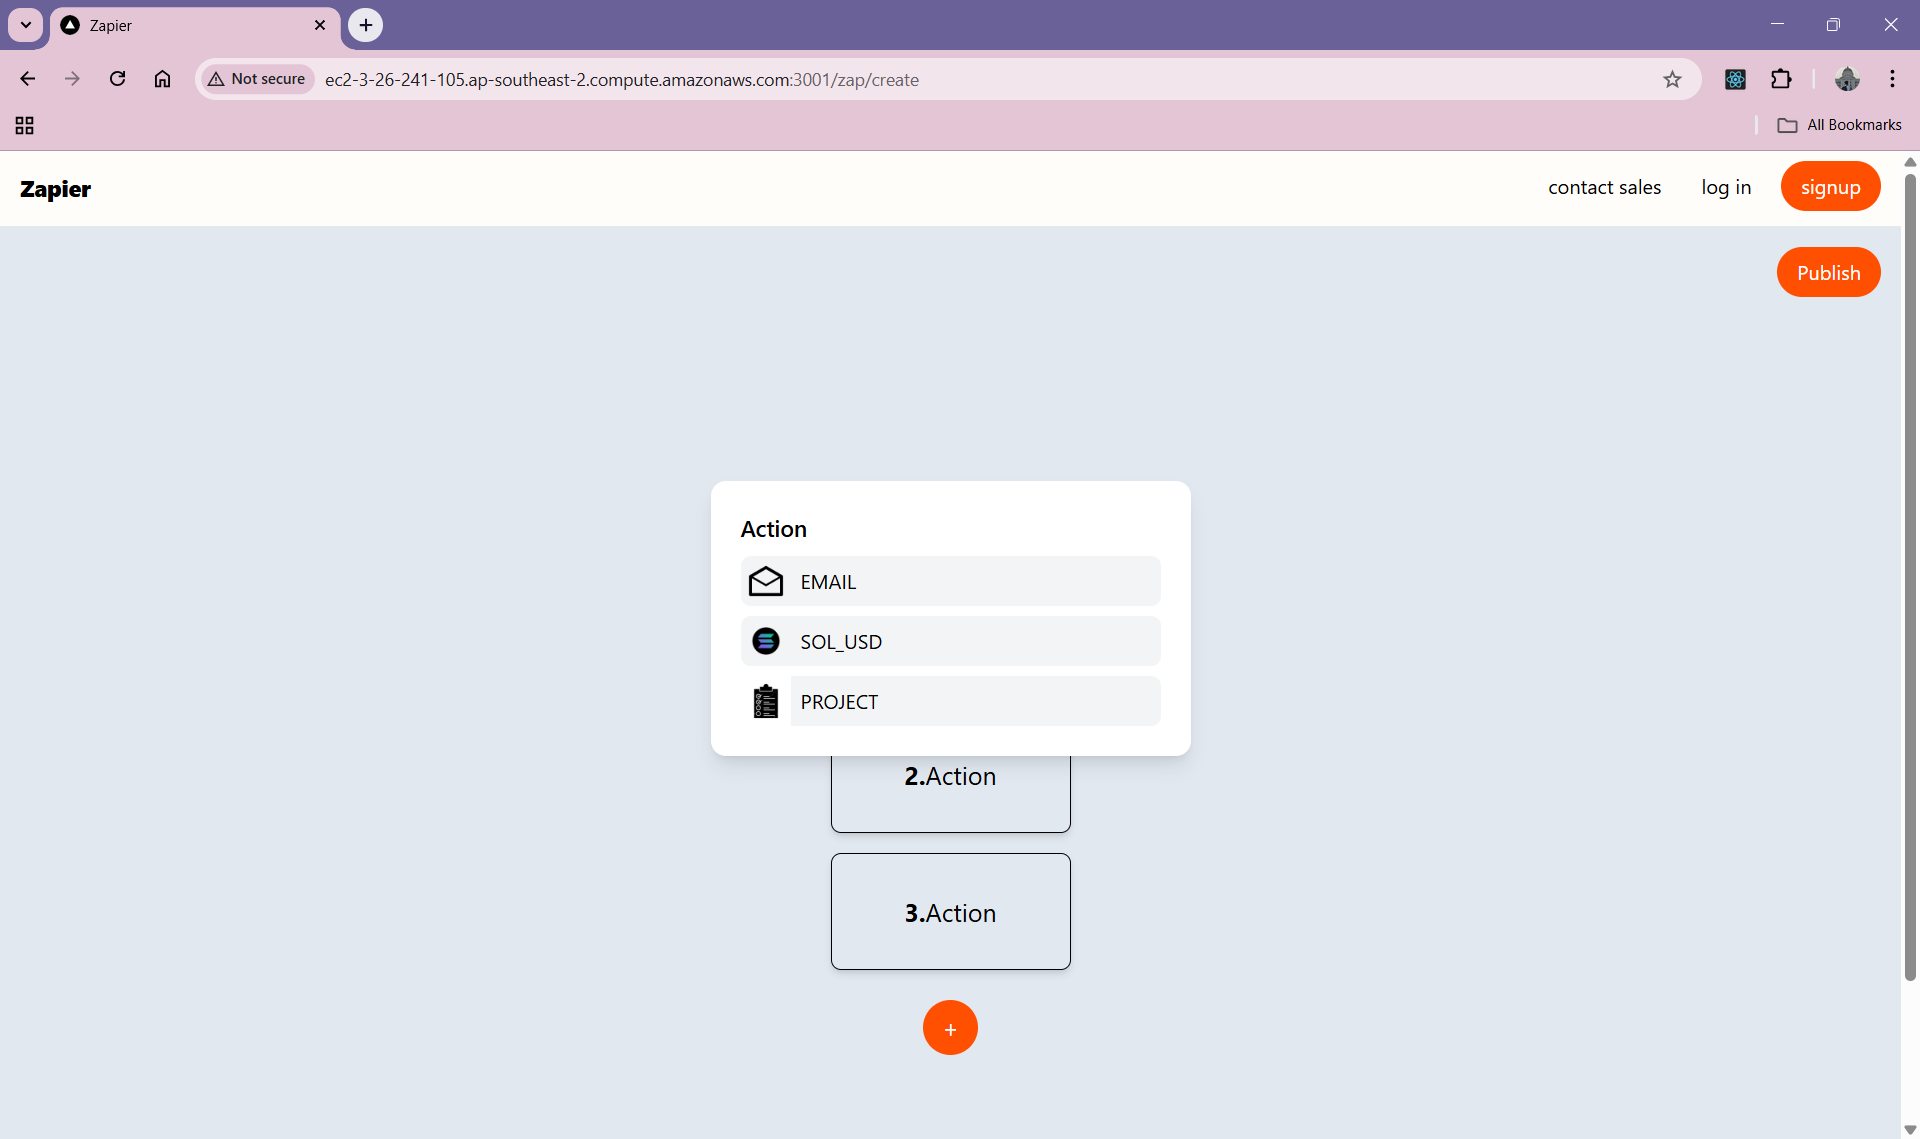 Zapier
Not secure
ec2-3-26-241-105.ap-southeast-2.compute.amazonaws.com:3001/zap/create
All Bookmarks
Zapier
contact sales
log in
signup
Publish
Action
EMAIL
SOL_USD
PROJECT
2.Action
3.Action
+